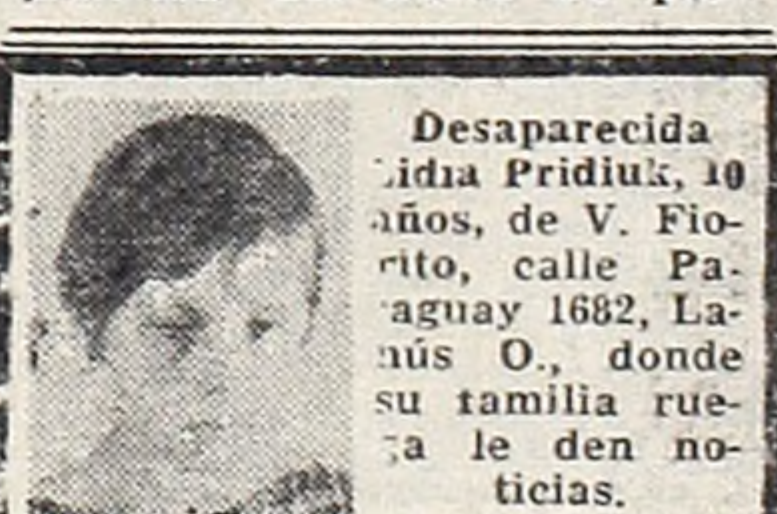 Desaparecida
Lidia Pridiuk, 10
años, de V. Fio-
rito, calle Pa-
raguay 1682, La-
nús O., donde
su familia rue-
ga le den no-
ticias.